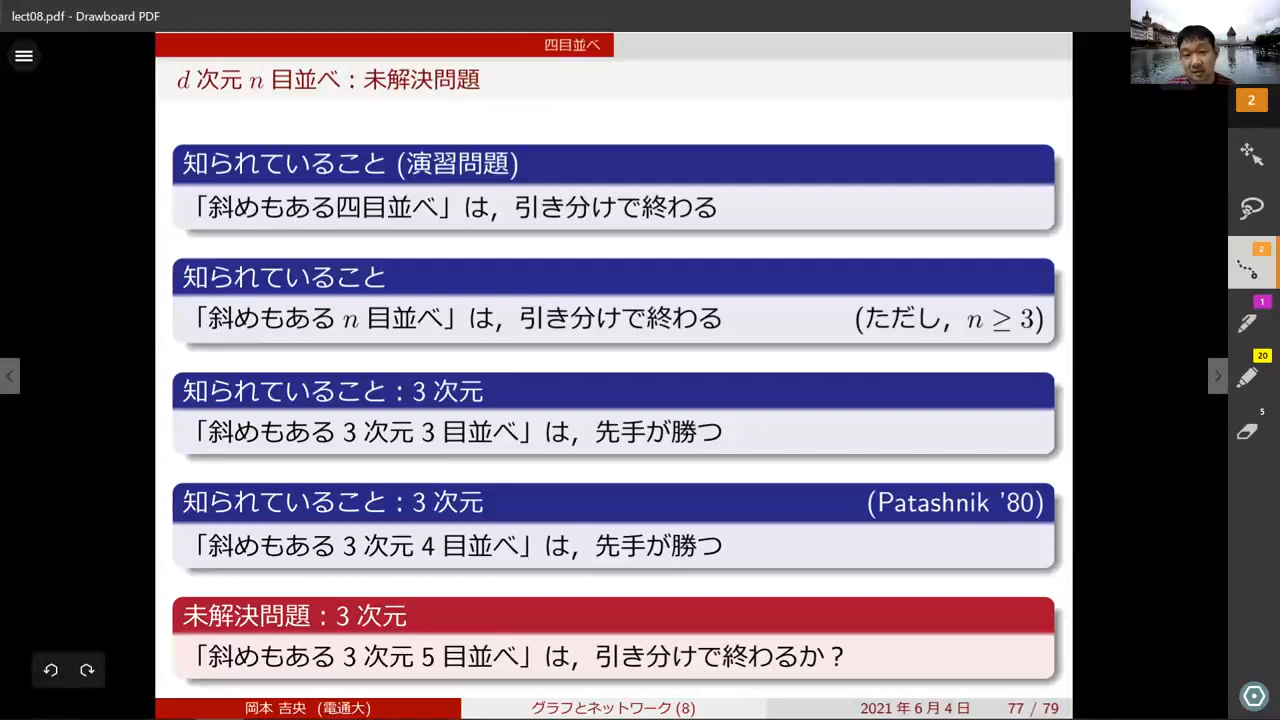 lect08.pdf - Drawboard PDF
四目並べ
d 次元 n 目並べ：未解決問題
2
知られていること (演習問題)
「斜めもある四目並べ」は，引き分けで終わる
2
知られていること
1
「斜めもある n 目並べ」は，引き分けで終わる (ただし，n ≥ 3)
20
知られていること：3 次元
5
「斜めもある 3 次元 3 目並べ」は，先手が勝つ
知られていること：3 次元 (Patashnik '80)
「斜めもある 3 次元 4 目並べ」は，先手が勝つ
未解決問題：3 次元
「斜めもある 3 次元 5 目並べ」は，引き分けで終わるか？
岡本 吉央 (電通大) グラフとネットワーク (8) 2021 年 6 月 4 日 77 / 79